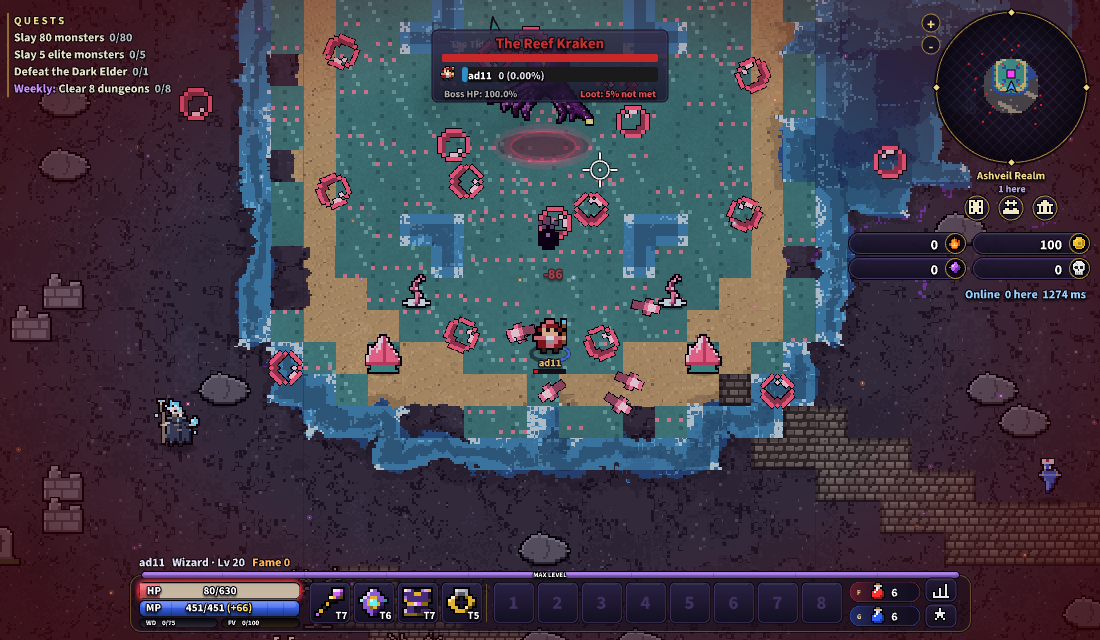 QUESTS
Slay 80 monsters 0/80
Slay 5 elite monsters 0/5
Defeat the Dark Elder 0/1
Weekly: Clear 8 dungeons 0/8
The Reef Kraken
ad11 0 (0.00%)
Boss HP: 100.0% Loot: 5% not met
+
-
Ashveil Realm
1 here
0 100
0 0
Online 0 here 1274 ms
-86
ad11
ad11 Wizard · Lv 20 Fame 0
MAX LEVEL
HP 80/630
MP 451/451 (+66)
WD 0/75 FV 0/100
T7 T6 T7 T5
1 2 3 4 5 6 7 8
F 6
G 6